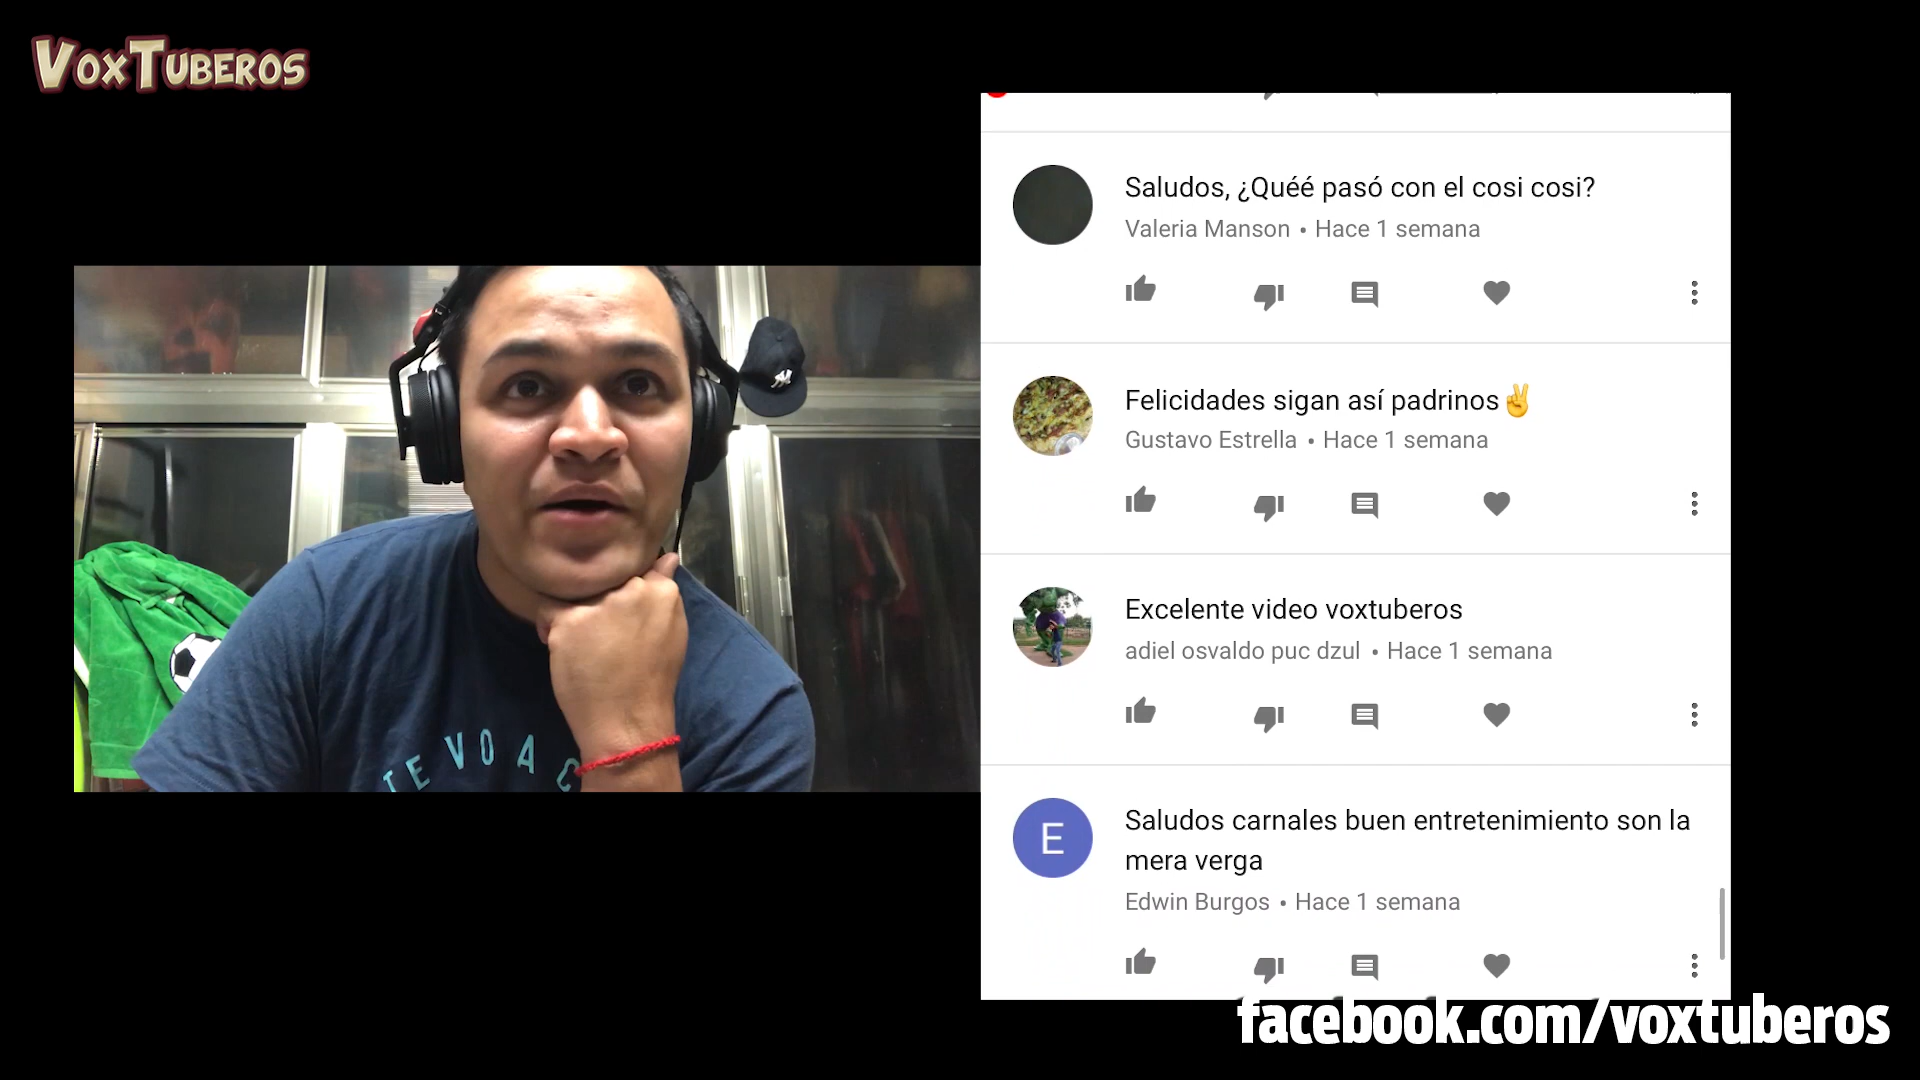 VOXTUBEROS
Saludos, ¿Quéé pasó con el cosi cosi?
Valeria Manson • Hace 1 semana
Felicidades sigan así padrinos✌
Gustavo Estrella • Hace 1 semana
Excelente video voxtuberos
adiel osvaldo puc dzul • Hace 1 semana
E
Saludos carnales buen entretenimiento son la
mera verga
Edwin Burgos • Hace 1 semana
TE VO A C
facebook.com/voxtuberos